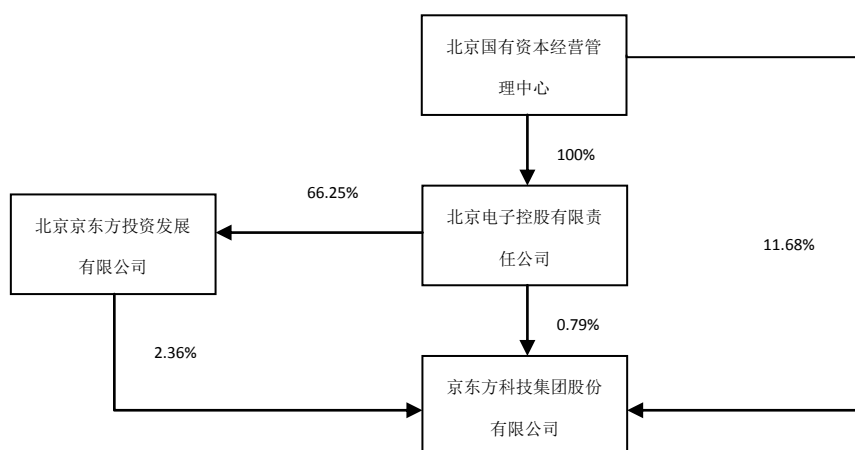 北京国有资本经营管
理中心
100%
66.25%
北京京东方投资发展
有限公司
北京电子控股有限责
任公司
11.68%
2.36%
0.79%
京东方科技集团股份
有限公司